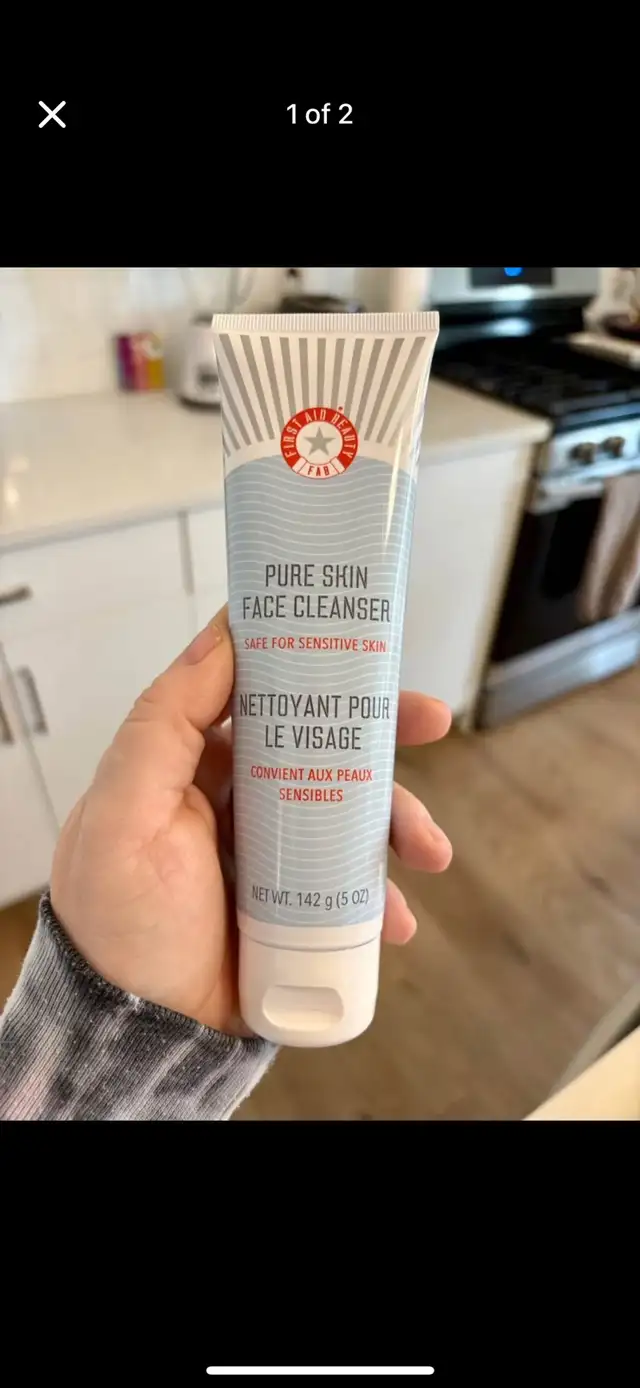 1 of 2
FIRST AID BEAUTY
FAB
PURE SKIN
FACE CLEANSER
SAFE FOR SENSITIVE SKIN
NETTOYANT POUR
LE VISAGE
CONVIENT AUX PEAUX
SENSIBLES
NET WT. 142 g (5 OZ)